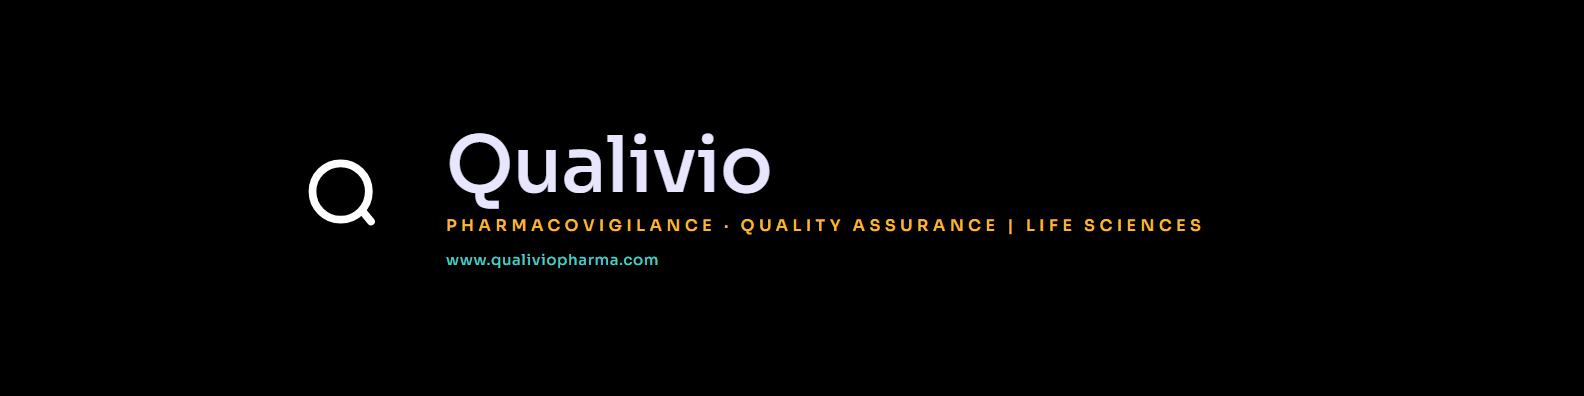 Qualivio
PHARMACOVIGILANCE · QUALITY ASSURANCE | LIFE SCIENCES
www.qualiviopharma.com